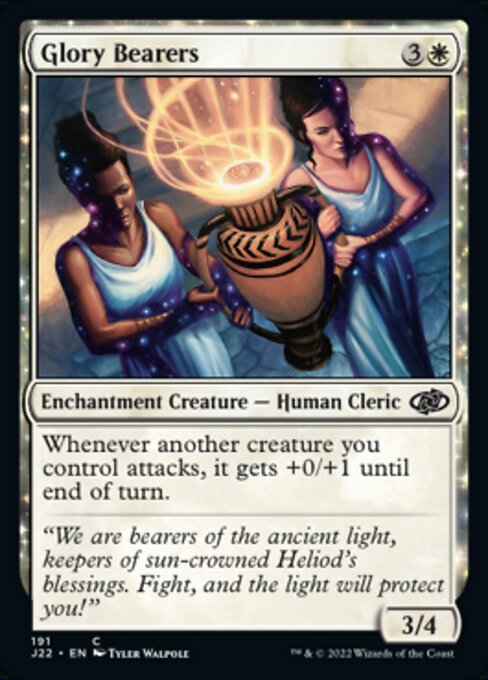 Glory Bearers 3
Enchantment Creature — Human Cleric
Whenever another creature you
control attacks, it gets +0/+1 until
end of turn.
“We are bearers of the ancient light,
keepers of sun-crowned Heliod’s
blessings. Fight, and the light will protect
you!”
3/4
191 C
J22 • EN Tyler Walpole ™ & © 2022 Wizards of the Coast